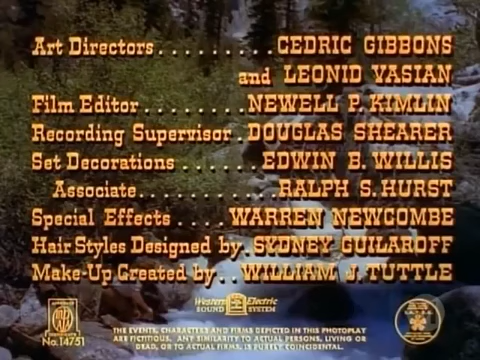 Art Directors.........CEDRIC GIBBONS
and LEONID VASIAN
Film Editor........NEWELL P. KIMLIN
Recording Supervisor.DOUGLAS SHEARER
Set Decorations......EDWIN B. WILLIS
Associate...........RALPH S. HURST
Special Effects....WARREN NEWCOMBE
Hair Styles Designed by.SYDNEY GUILAROFF
Make-Up Created by..WILLIAM J. TUTTLE
Western Electric
SOUND SYSTEM
No. 14751
THE EVENTS, CHARACTERS AND FIRMS DEPICTED IN THIS PHOTOPLAY
ARE FICTITIOUS. ANY SIMILARITY TO ACTUAL PERSONS, LIVING OR
DEAD, OR TO ACTUAL FIRMS, IS PURELY COINCIDENTAL.